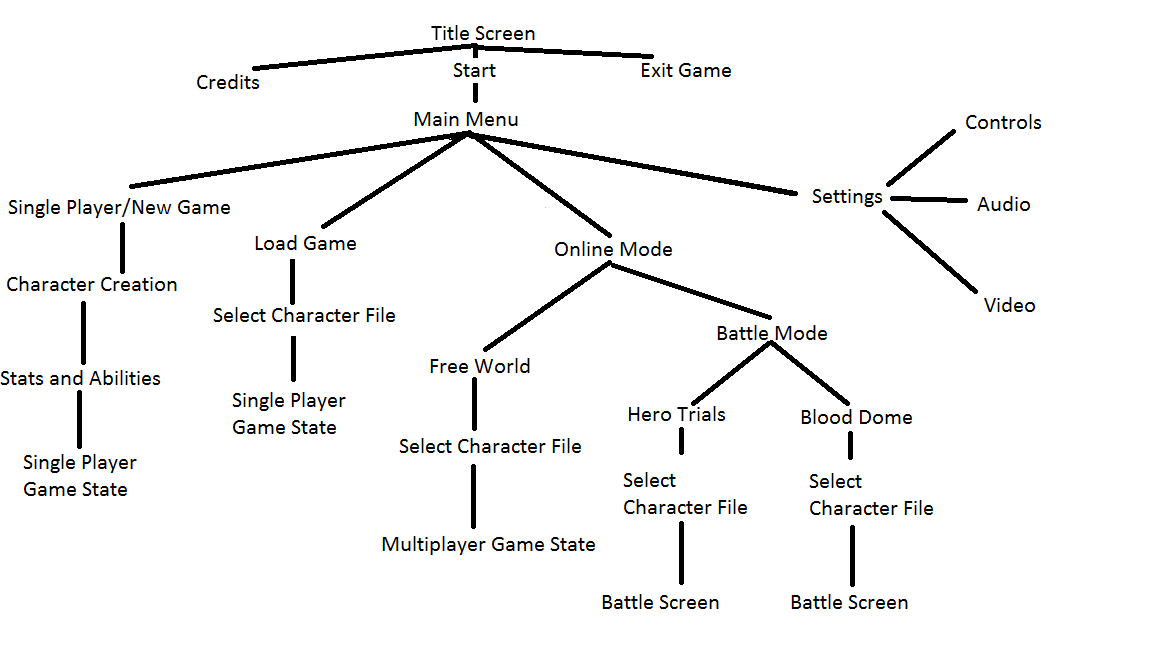 Title Screen
Credits
Start
Exit Game
Main Menu
Controls
Single Player/New Game
Settings
Audio
Load Game
Online Mode
Character Creation
Video
Select Character File
Battle Mode
Stats and Abilities
Free World
Single Player
Game State
Hero Trials
Blood Dome
Single Player
Game State
Select Character File
Select
Character File
Select
Character File
Multiplayer Game State
Battle Screen
Battle Screen